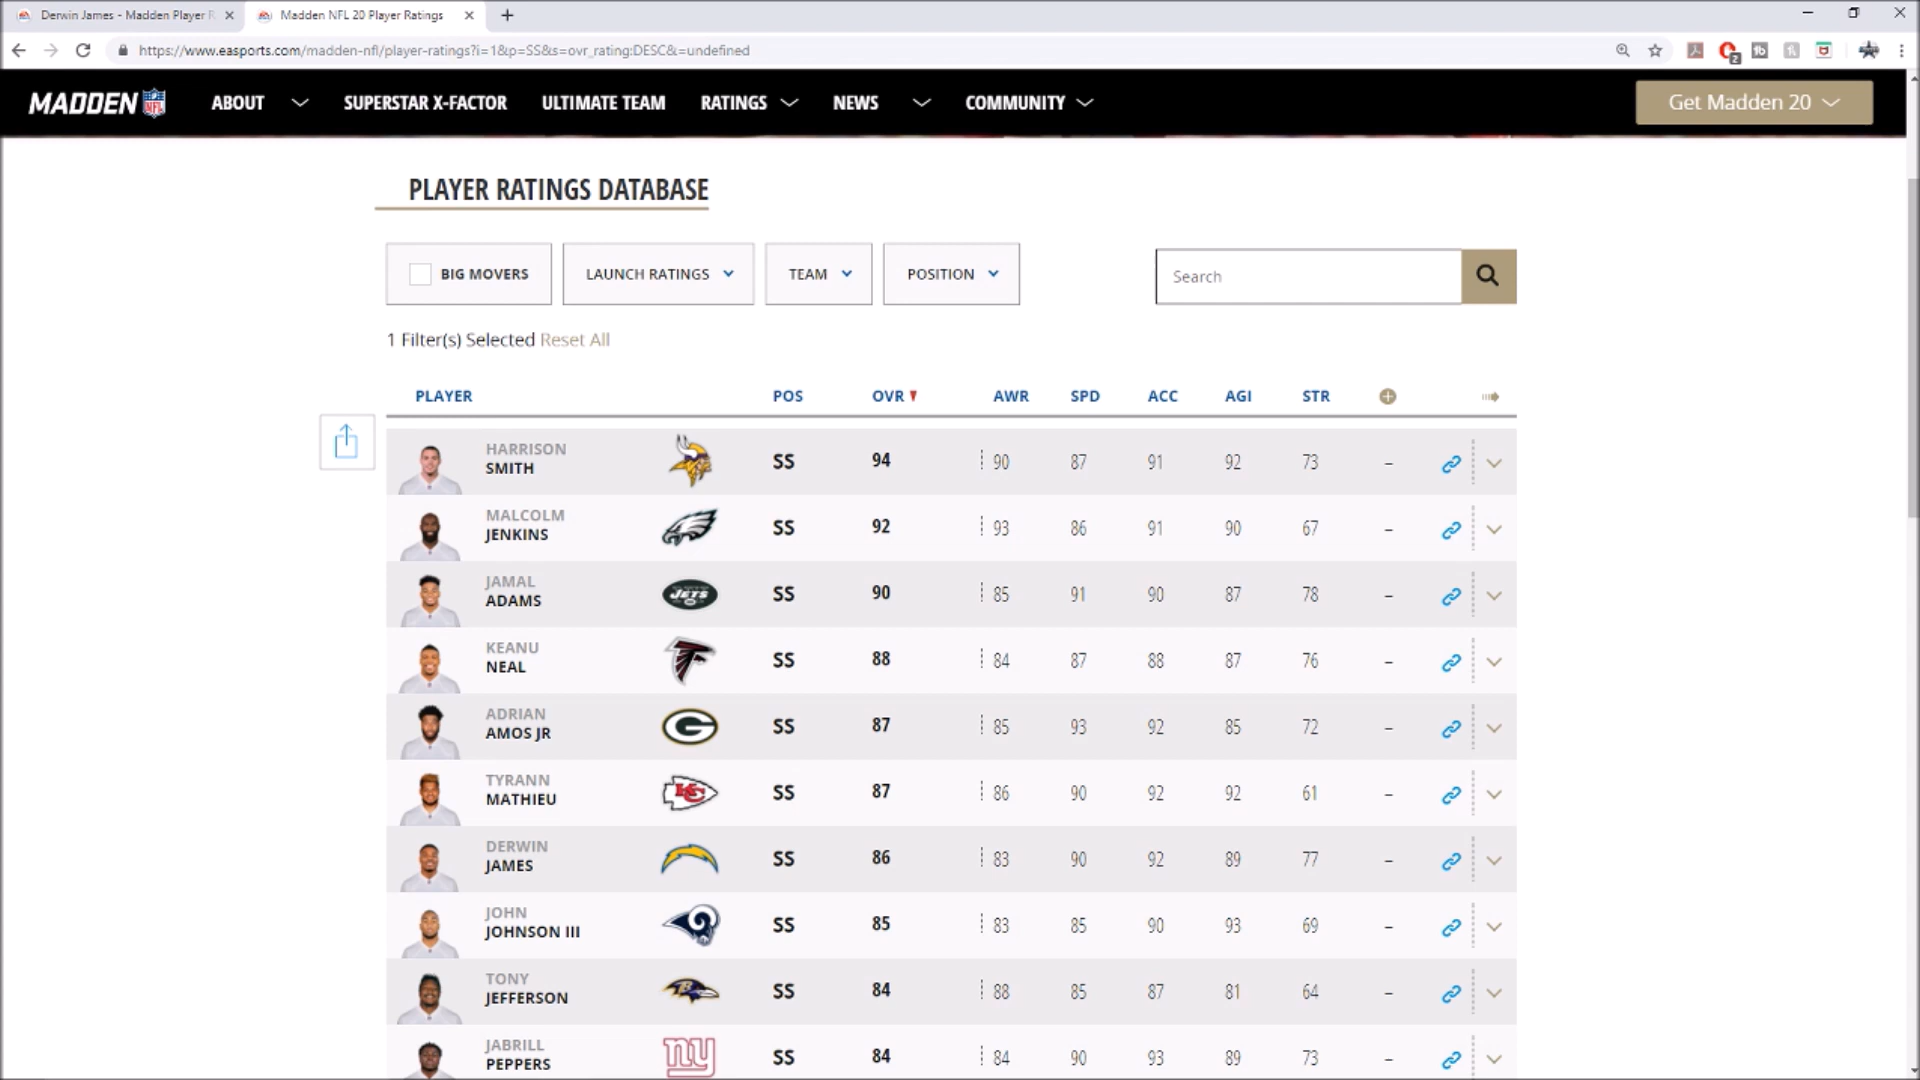 Derwin James - Madden Player R
Madden NFL 20 Player Ratings
https://www.easports.com/madden-nfl/player-ratings?i=1&p=SS&s=ovr_rating:DESC&=undefined
MADDEN NFL ABOUT SUPERSTAR X-FACTOR ULTIMATE TEAM RATINGS NEWS COMMUNITY Get Madden 20
PLAYER RATINGS DATABASE
BIG MOVERS LAUNCH RATINGS TEAM POSITION Search
1 Filter(s) Selected Reset All
PLAYER POS OVR AWR SPD ACC AGI STR
HARRISON
SMITH SS 94 90 87 91 92 73 –
MALCOLM
JENKINS SS 92 93 86 91 90 67 –
JAMAL
ADAMS JETS SS 90 85 91 90 87 78 –
KEANU
NEAL SS 88 84 87 88 87 76 –
ADRIAN
AMOS JR G SS 87 85 93 92 85 72 –
TYRANN
MATHIEU KC SS 87 86 90 92 92 61 –
DERWIN
JAMES SS 86 83 90 92 89 77 –
JOHN
JOHNSON III SS 85 83 85 90 93 69 –
TONY
JEFFERSON SS 84 88 85 87 81 64 –
JABRILL
PEPPERS ny SS 84 84 90 93 89 73 –